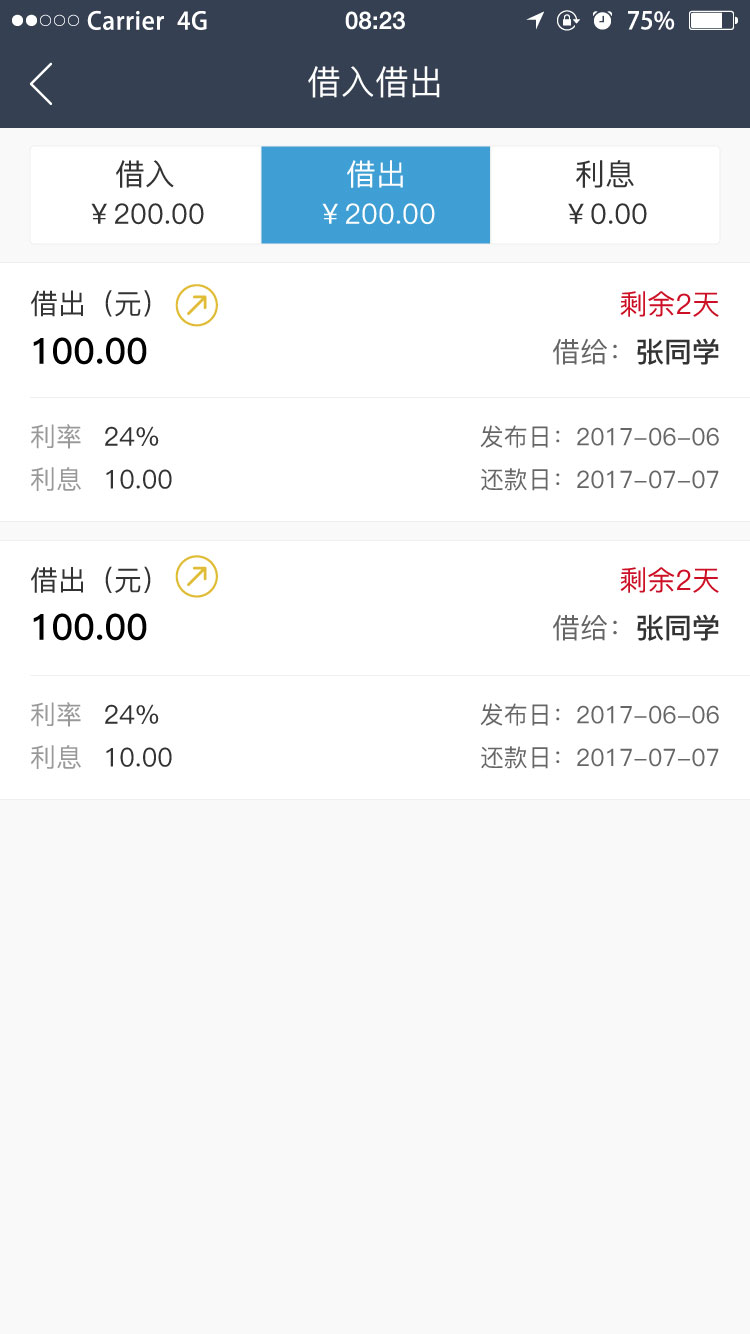 Carrier 4G 08:23 75%
借入借出
借入 借出 利息
¥200.00 ¥200.00 ¥0.00
借出（元） 剩余2天
100.00 借给：张同学
利率 24% 发布日：2017-06-06
利息 10.00 还款日：2017-07-07
借出（元） 剩余2天
100.00 借给：张同学
利率 24% 发布日：2017-06-06
利息 10.00 还款日：2017-07-07